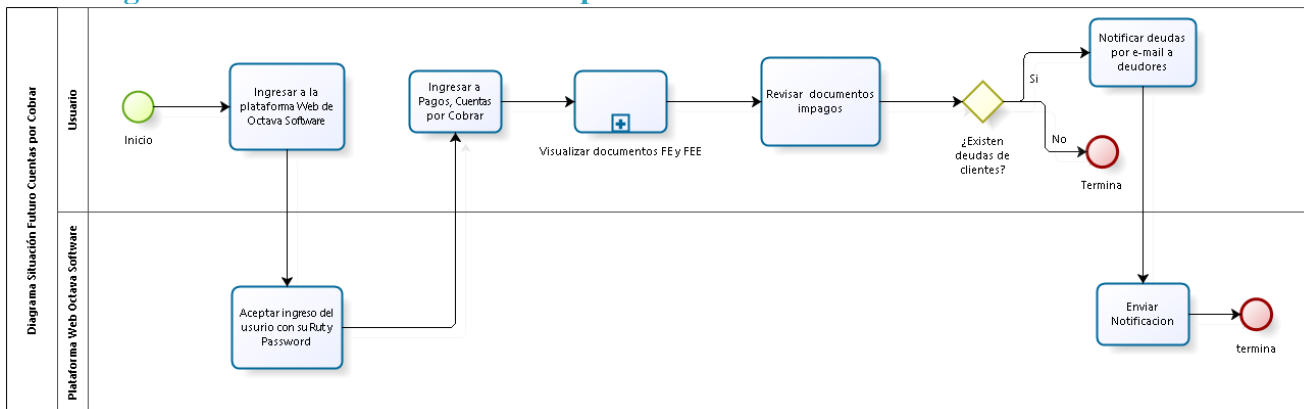 Diagrama Situación Futuro Cuentas por Cobrar
Usuario
Inicio
Ingresar a la
plataforma Web de
Octava Software
Ingresar a
Pagos, Cuentas
por Cobrar
Visualizar documentos FE y FEE
Revisar documentos
impagos
¿Existen
deudas de
clientes?
Si
No
Notificar deudas
por e-mail a
deudores
Termina
Plataforma Web Octava Software
Aceptar ingreso del
usurio con su Rut y
Password
Enviar
Notificacion
termina